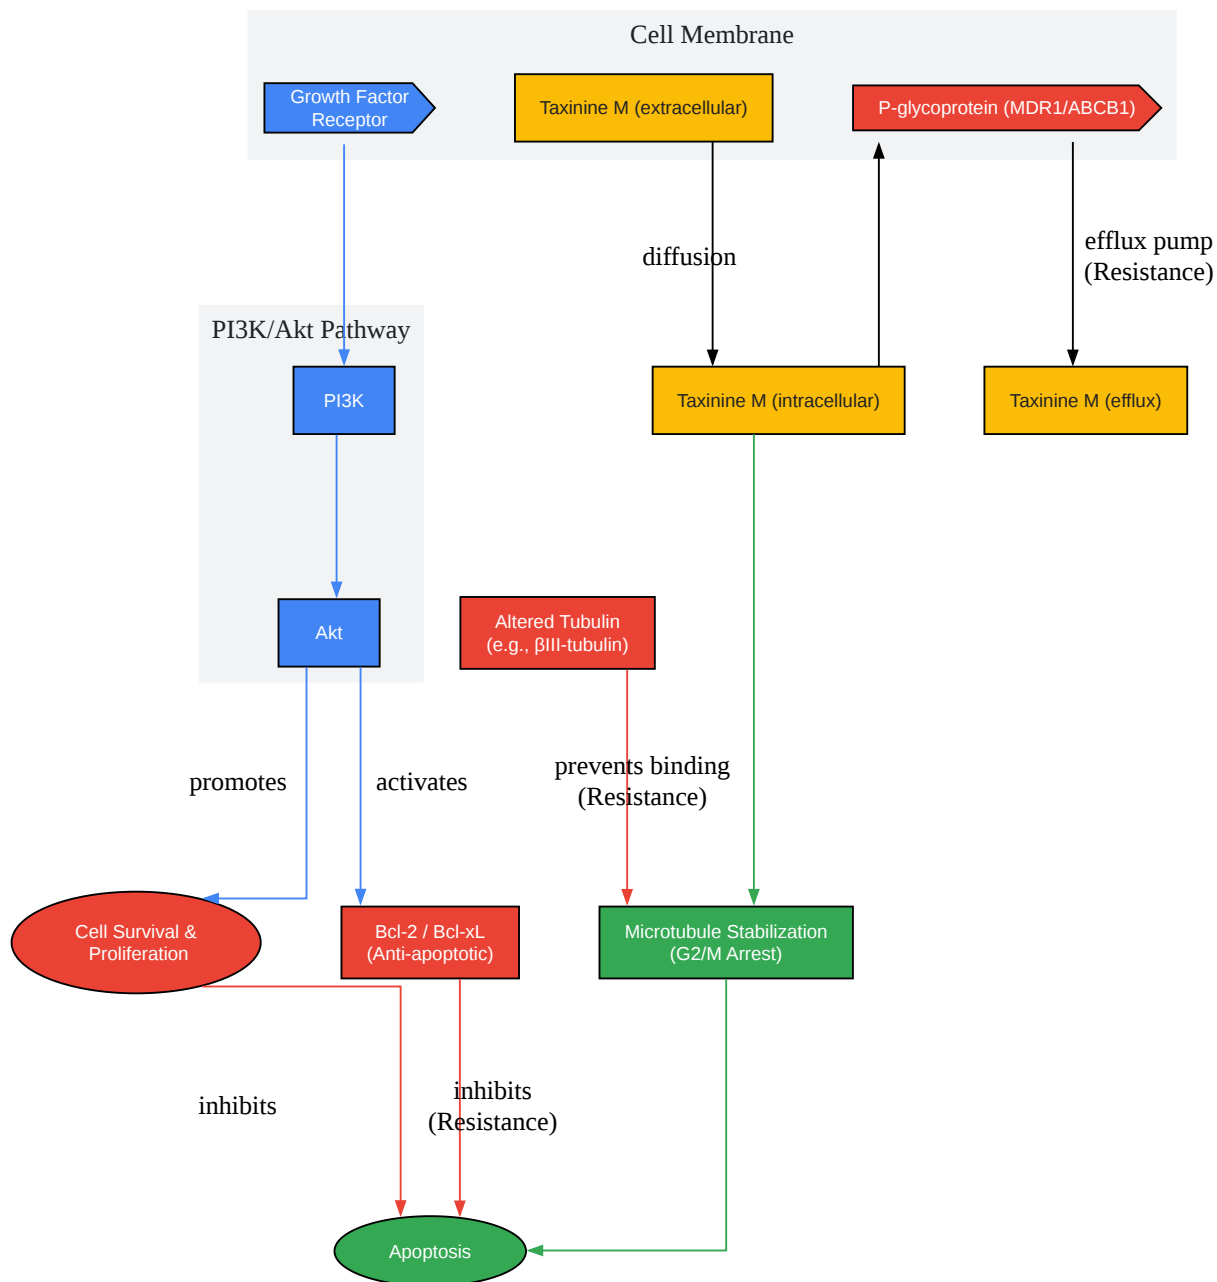 Cell Membrane
Growth Factor
Receptor
Taxinine M (extracellular)
P-glycoprotein (MDR1/ABCB1)
diffusion
efflux pump
(Resistance)
PI3K/Akt Pathway
PI3K
Taxinine M (intracellular)
Taxinine M (efflux)
Akt
Altered Tubulin
(e.g., βIII-tubulin)
promotes
activates
prevents binding
(Resistance)
Cell Survival &
Proliferation
Bcl-2 / Bcl-xL
(Anti-apoptotic)
Microtubule Stabilization
(G2/M Arrest)
inhibits
inhibits
(Resistance)
Apoptosis